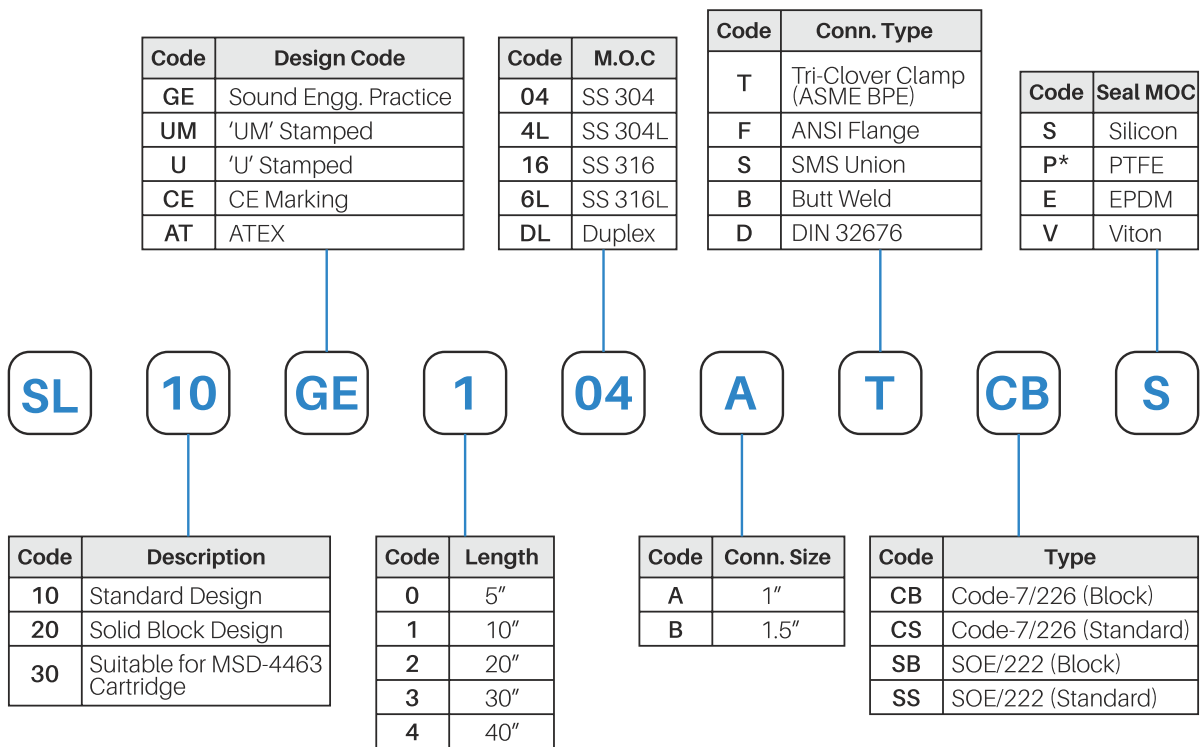 Code Design Code
GE Sound Engg. Practice
UM ‘UM’ Stamped
U ‘U’ Stamped
CE CE Marking
AT ATEX
Code M.O.C
04 SS 304
4L SS 304L
16 SS 316
6L SS 316L
DL Duplex
Code Conn. Type
T Tri-Clover Clamp
(ASME BPE)
F ANSI Flange
S SMS Union
B Butt Weld
D DIN 32676
Code Seal MOC
S Silicon
P* PTFE
E EPDM
V Viton
SL 10 GE 1 04 A T CB S
Code Description
10 Standard Design
20 Solid Block Design
30 Suitable for MSD-4463
Cartridge
Code Length
0 5”
1 10”
2 20”
3 30”
4 40”
Code Conn. Size
A 1”
B 1.5”
Code Type
CB Code-7/226 (Block)
CS Code-7/226 (Standard)
SB SOE/222 (Block)
SS SOE/222 (Standard)